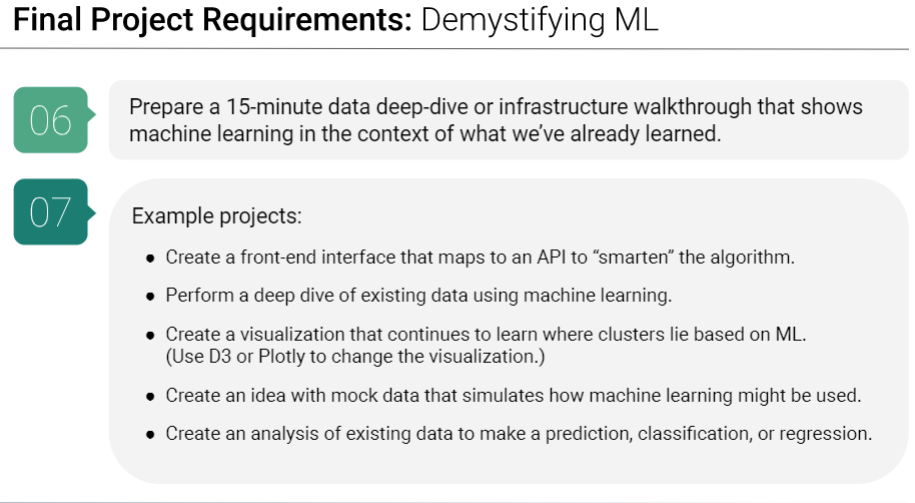 Final Project Requirements: Demystifying ML
06
Prepare a 15-minute data deep-dive or infrastructure walkthrough that shows
machine learning in the context of what we’ve already learned.
07
Example projects:
● Create a front-end interface that maps to an API to “smarten” the algorithm.
● Perform a deep dive of existing data using machine learning.
● Create a visualization that continues to learn where clusters lie based on ML.
(Use D3 or Plotly to change the visualization.)
● Create an idea with mock data that simulates how machine learning might be used.
● Create an analysis of existing data to make a prediction, classification, or regression.